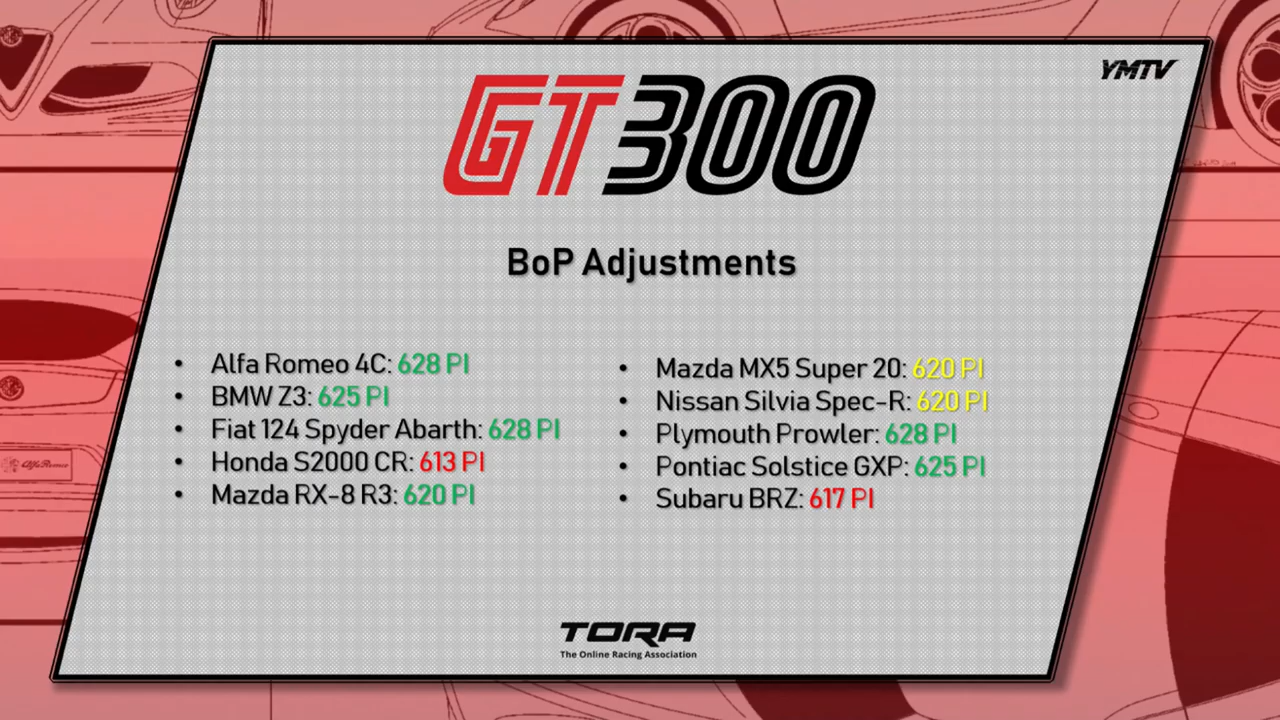 YMTV
GT300
BoP Adjustments
• Alfa Romeo 4C: 628 PI
• BMW Z3: 625 PI
• Fiat 124 Spyder Abarth: 628 PI
• Honda S2000 CR: 613 PI
• Mazda RX-8 R3: 620 PI
• Mazda MX5 Super 20: 620 PI
• Nissan Silvia Spec-R: 620 PI
• Plymouth Prowler: 628 PI
• Pontiac Solstice GXP: 625 PI
• Subaru BRZ: 617 PI
Alfa Romeo
TORA
The Online Racing Association